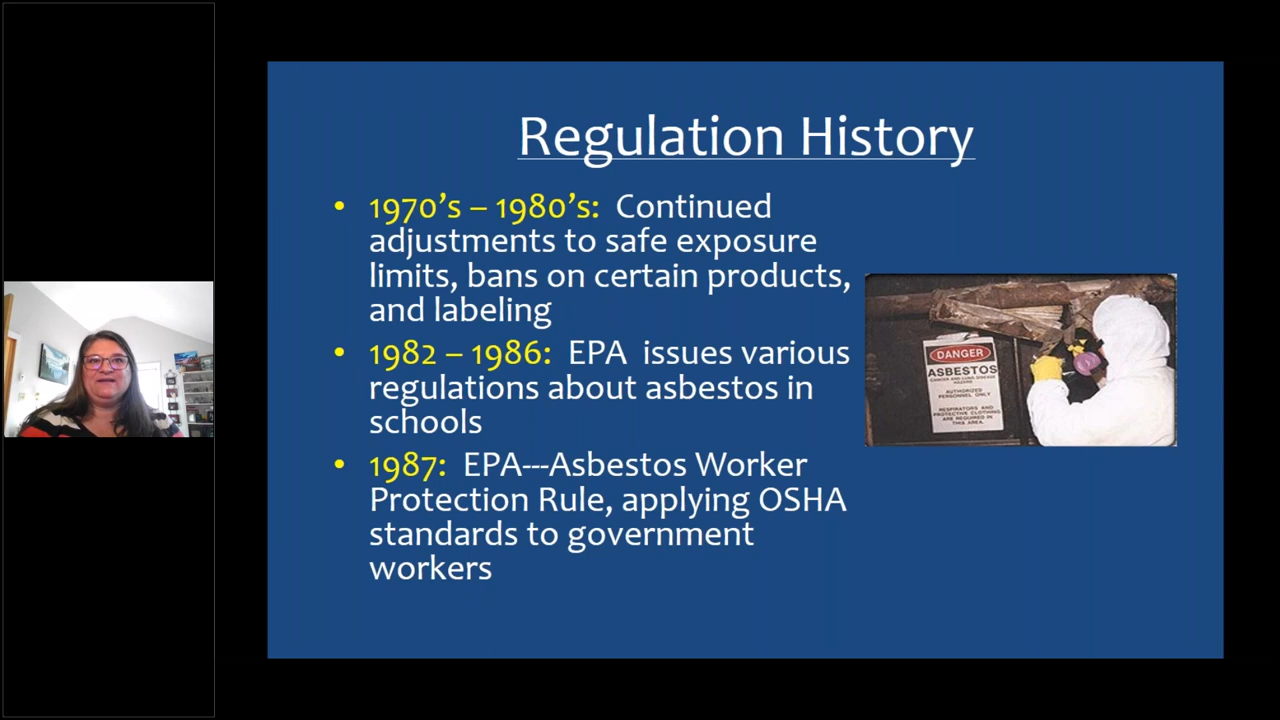 Regulation History
• 1970's – 1980's: Continued
adjustments to safe exposure
limits, bans on certain products,
and labeling
• 1982 – 1986: EPA issues various
regulations about asbestos in
schools
• 1987: EPA---Asbestos Worker
Protection Rule, applying OSHA
standards to government
workers
DANGER
ASBESTOS
CANCER AND LUNG DISEASE
HAZARD
AUTHORIZED
PERSONNEL ONLY
RESPIRATORS AND
PROTECTIVE CLOTHING
ARE REQUIRED IN
THIS AREA